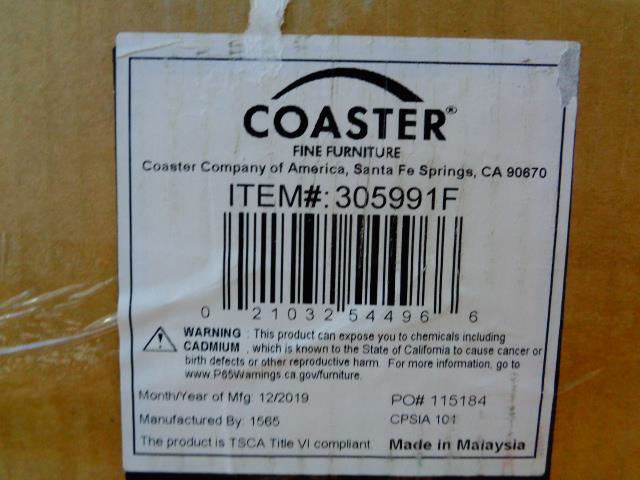 COASTER®
FINE FURNITURE
Coaster Company of America, Santa Fe Springs, CA 90670
ITEM#: 305991F
0 21032 54496 6
WARNING : This product can expose you to chemicals including
CADMIUM , which is known to the State of California to cause cancer or
birth defects or other reproductive harm. For more information, go to
www.P65Warnings.ca.gov/furniture.
Month/Year of Mfg: 12/2019 PO# 115184
Manufactured By: 1565 CPSIA 101
The product is TSCA Title VI compliant. Made in Malaysia